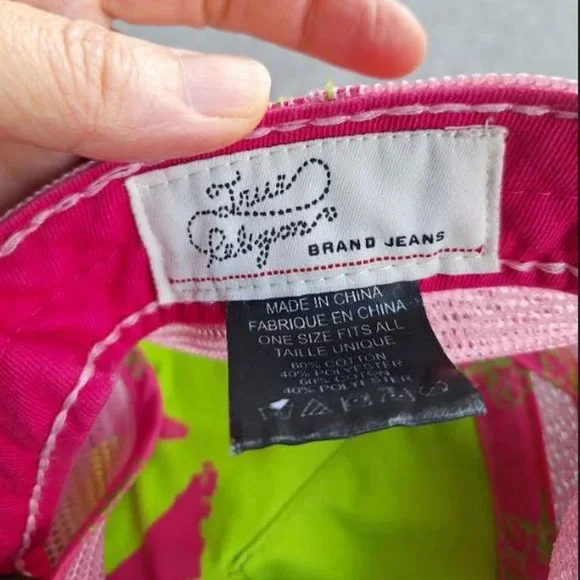 True
Religion
BRAND JEANS
MADE IN CHINA
FABRIQUE EN CHINA
ONE SIZE FITS ALL
TAILLE UNIQUE
60% COTTON
40% POLYESTER
60% COTON
40% POLYESTER